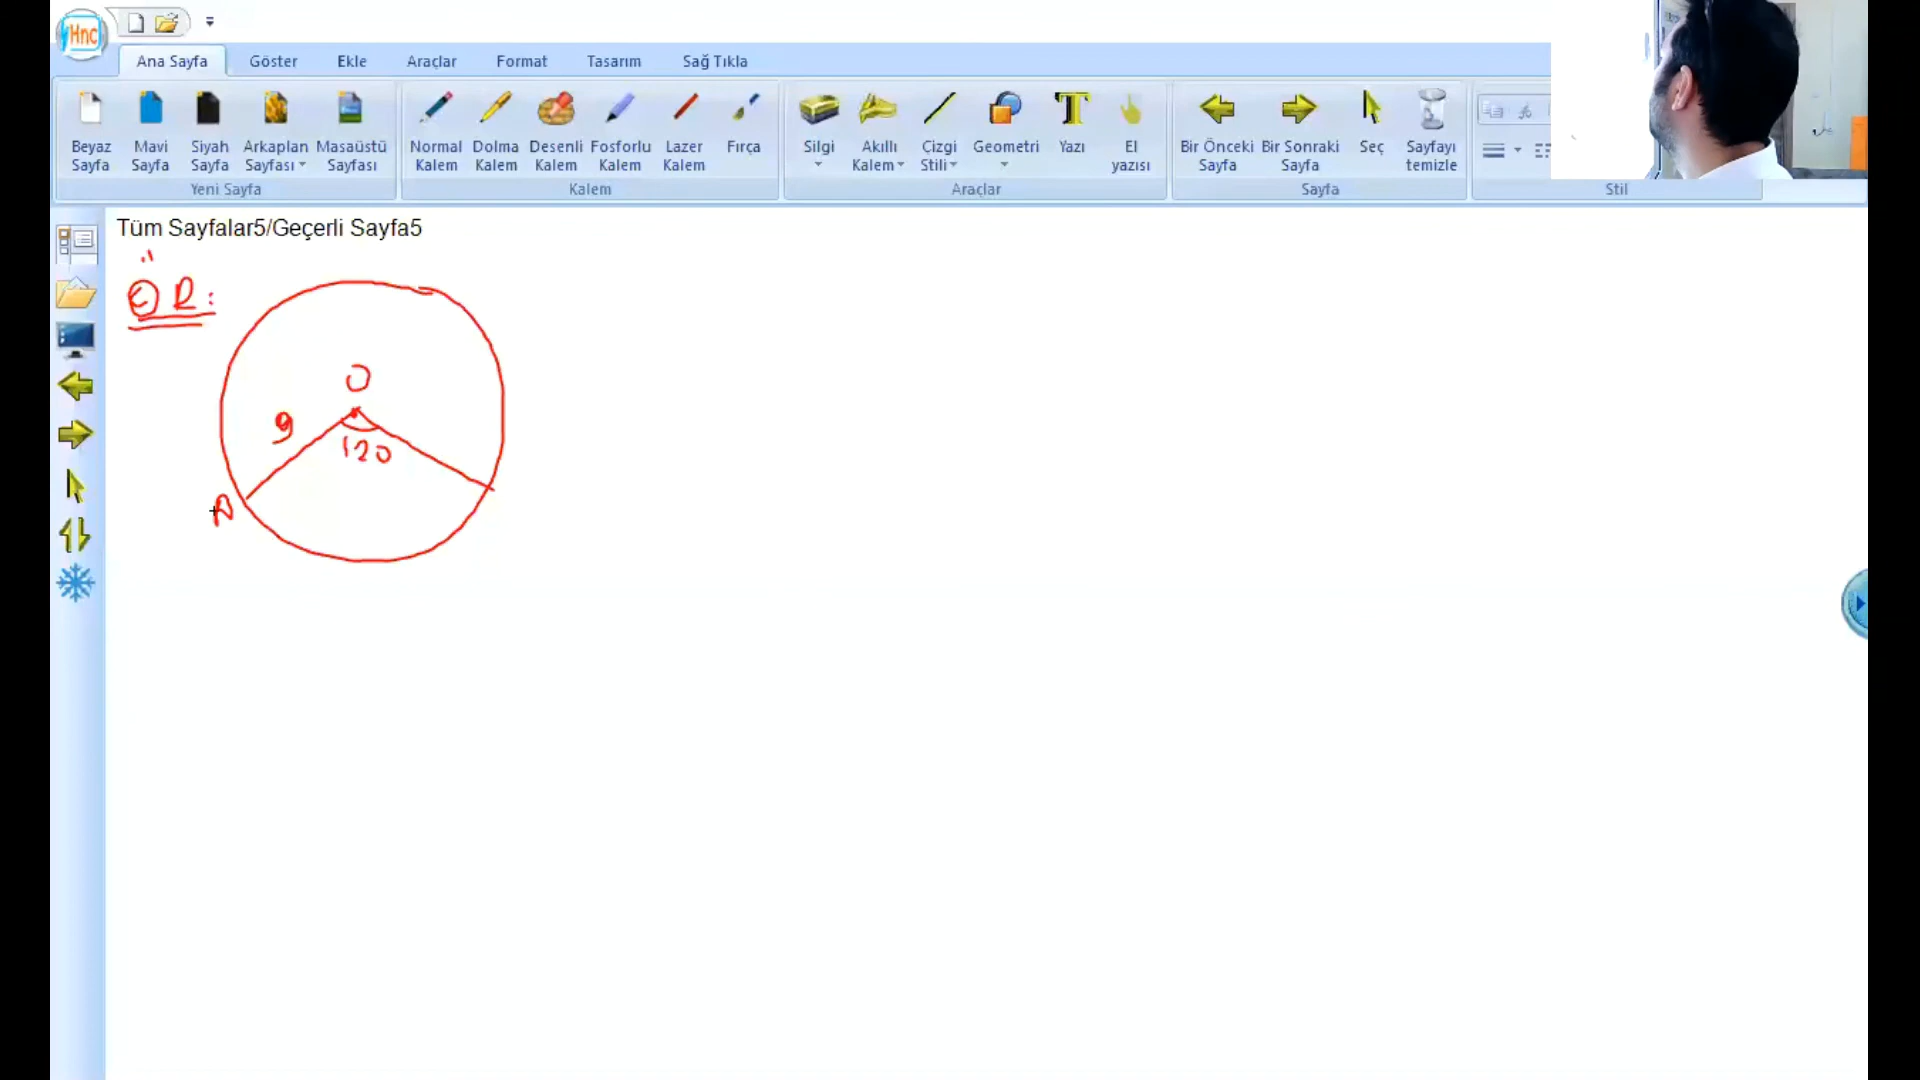 Hnc
Ana Sayfa Göster Ekle Araçlar Format Tasarım Sağ Tıkla
Beyaz Sayfa Mavi Sayfa Siyah Sayfa Arkaplan Sayfası Masaüstü Sayfası
Normal Kalem Dolma Kalem Desenli Kalem Fosforlu Kalem Lazer Kalem Fırça
Silgi Akıllı Kalem Çizgi Stili Geometri Yazı El yazısı
Bir Önceki Sayfa Bir Sonraki Sayfa Seç Sayfayı temizle
Yeni Sayfa Kalem Araçlar Sayfa Stil
Tüm Sayfalar5/Geçerli Sayfa5
ÖR:
O
9
120
A